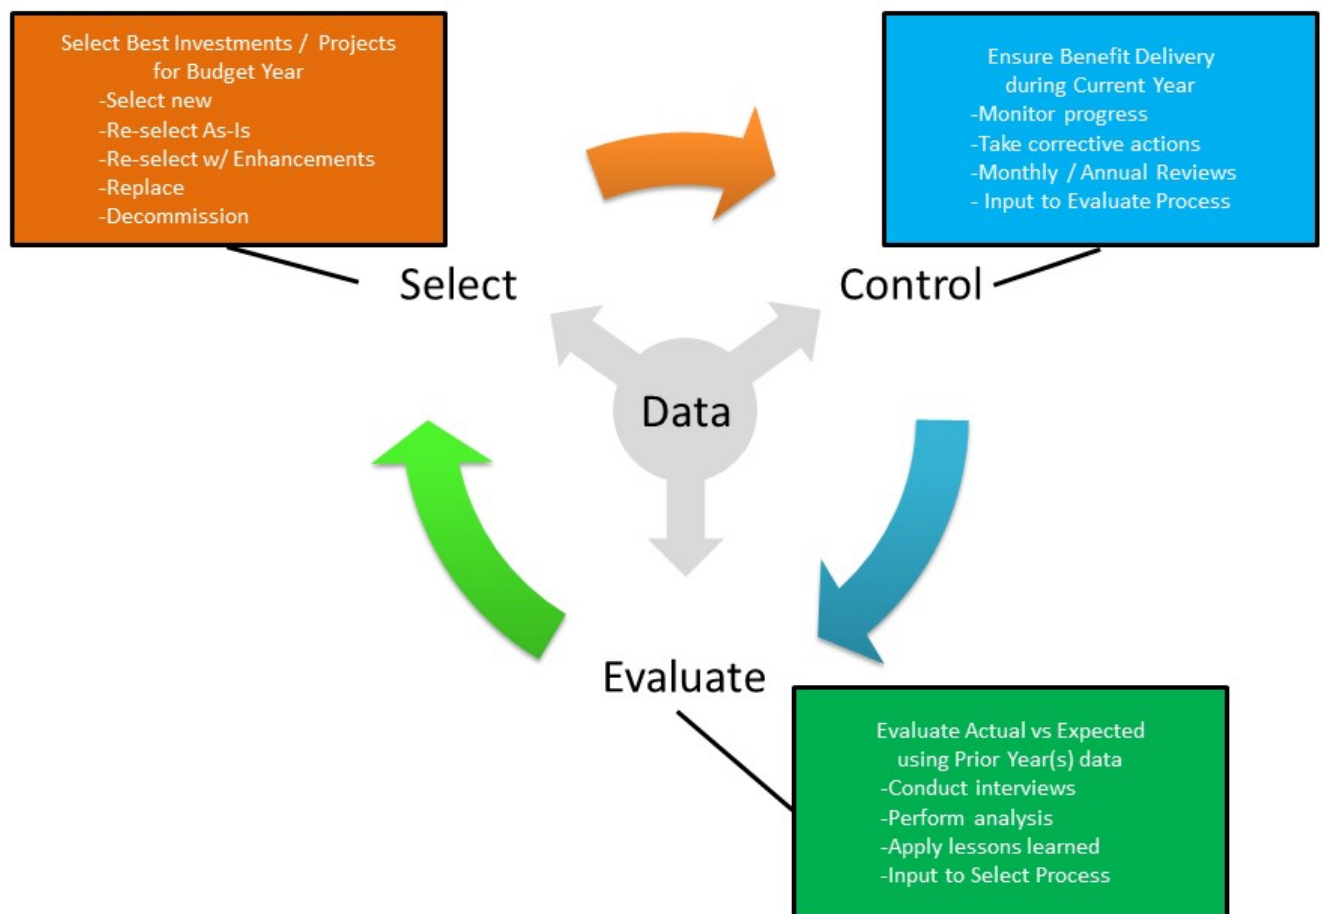 Select Best Investments / Projects
for Budget Year
-Select new
-Re-select As-Is
-Re-select w/ Enhancements
-Replace
-Decommission
Ensure Benefit Delivery
during Current Year
-Monitor progress
-Take corrective actions
-Monthly / Annual Reviews
- Input to Evaluate Process
Select
Control
Data
Evaluate
Evaluate Actual vs Expected
using Prior Year(s) data
-Conduct interviews
-Perform analysis
-Apply lessons learned
-Input to Select Process